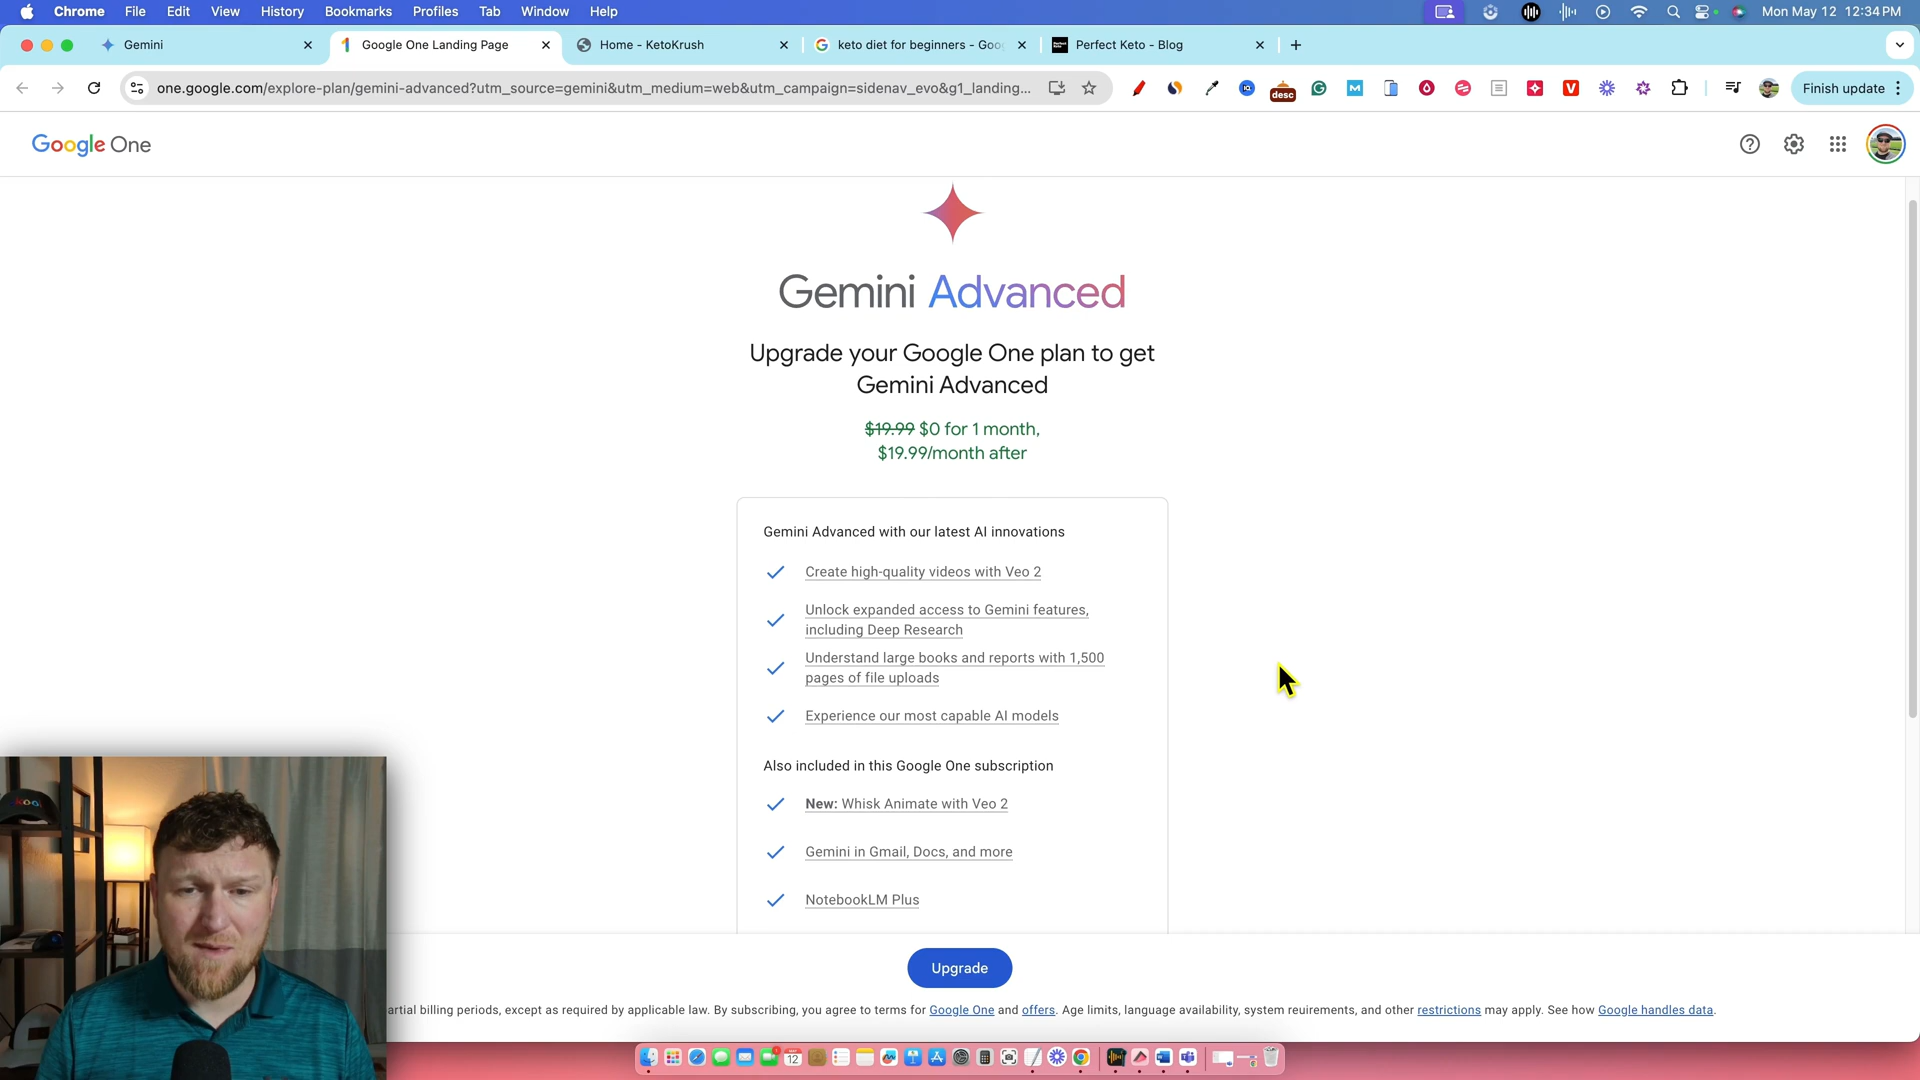 Chrome File Edit View History Bookmarks Profiles Tab Window Help
Mon May 12 12:34 PM
Gemini
Google One Landing Page
Home - KetoKrush
keto diet for beginners - Goo
Perfect Keto - Blog
one.google.com/explore-plan/gemini-advanced?utm_source=gemini&utm_medium=web&utm_campaign=sidenav_evo&g1_landing...
desc
Finish update
Google One
Gemini Advanced
Upgrade your Google One plan to get
Gemini Advanced
$19.99 $0 for 1 month,
$19.99/month after
Gemini Advanced with our latest AI innovations
Create high-quality videos with Veo 2
Unlock expanded access to Gemini features,
including Deep Research
Understand large books and reports with 1,500
pages of file uploads
Experience our most capable AI models
Also included in this Google One subscription
New: Whisk Animate with Veo 2
Gemini in Gmail, Docs, and more
NotebookLM Plus
Upgrade
artial billing periods, except as required by applicable law. By subscribing, you agree to terms for Google One and offers. Age limits, language availability, system reuirements, and other restrictions may apply. See how Google handles data.
12